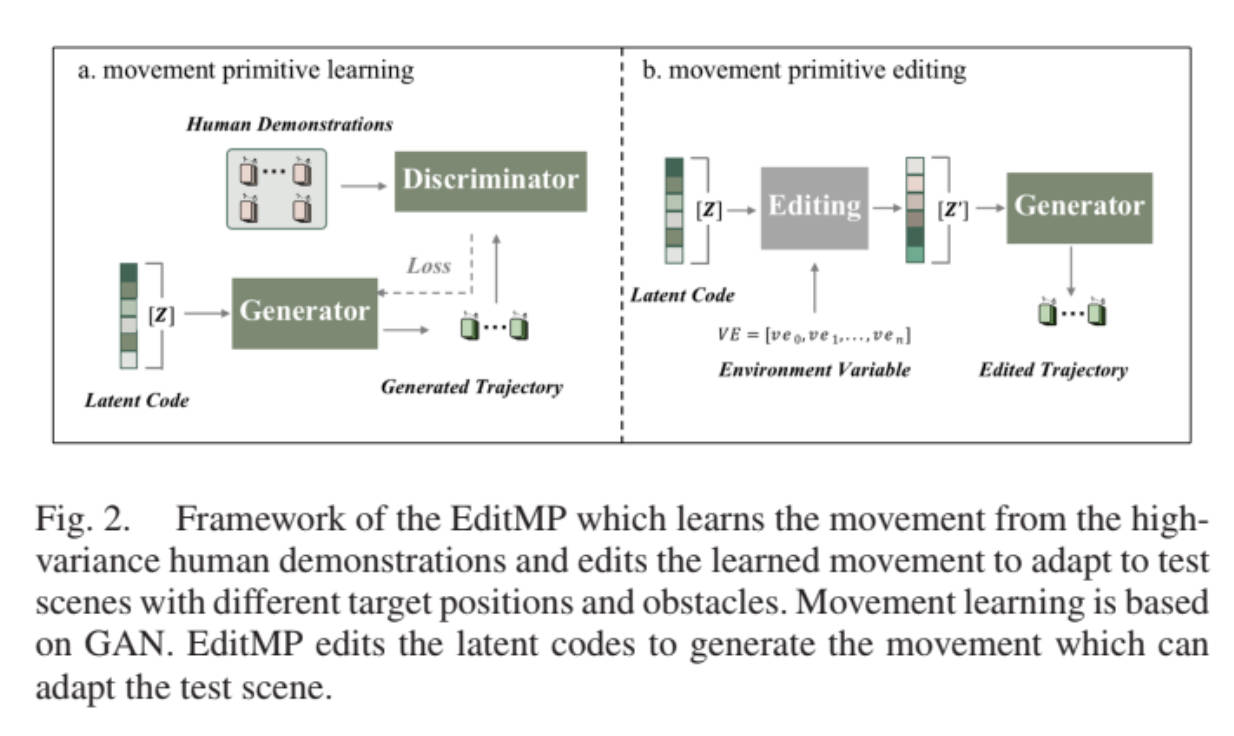 a. movement primitive learning
Human Demonstrations
Discriminator
Loss
[Z]
Generator
Latent Code
Generated Trajectory
b. movement primitive editing
[Z]
Editing
[Z']
Generator
Latent Code
VE = [ve₀, ve₁, ..., veₙ]
Environment Variable
Edited Trajectory
Fig. 2. Framework of the EditMP which learns the movement from the high-
variance human demonstrations and edits the learned movement to adapt to test
scenes with different target positions and obstacles. Movement learning is based
on GAN. EditMP edits the latent codes to generate the movement which can
adapt the test scene.